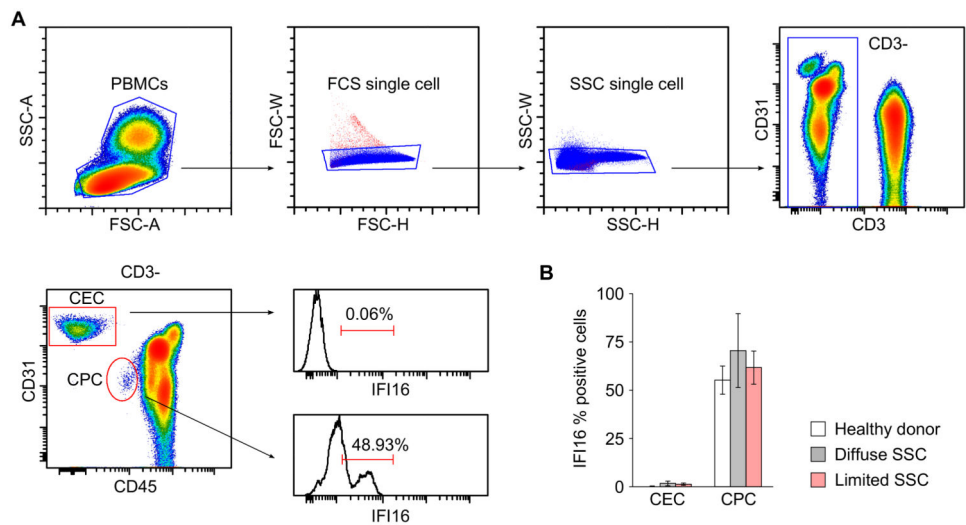 A
PBMCs
SSC-A
FSC-A
FCS single cell
FSC-W
FSC-H
SSC single cell
SSC-W
SSC-H
CD3-
CD31
CD3
CD3-
CEC
CPC
CD31
CD45
0.06%
IFI16
48.93%
IFI16
B
IFI16 % positive cells
100
75
50
25
0
CEC CPC
Healthy donor
Diffuse SSC
Limited SSC